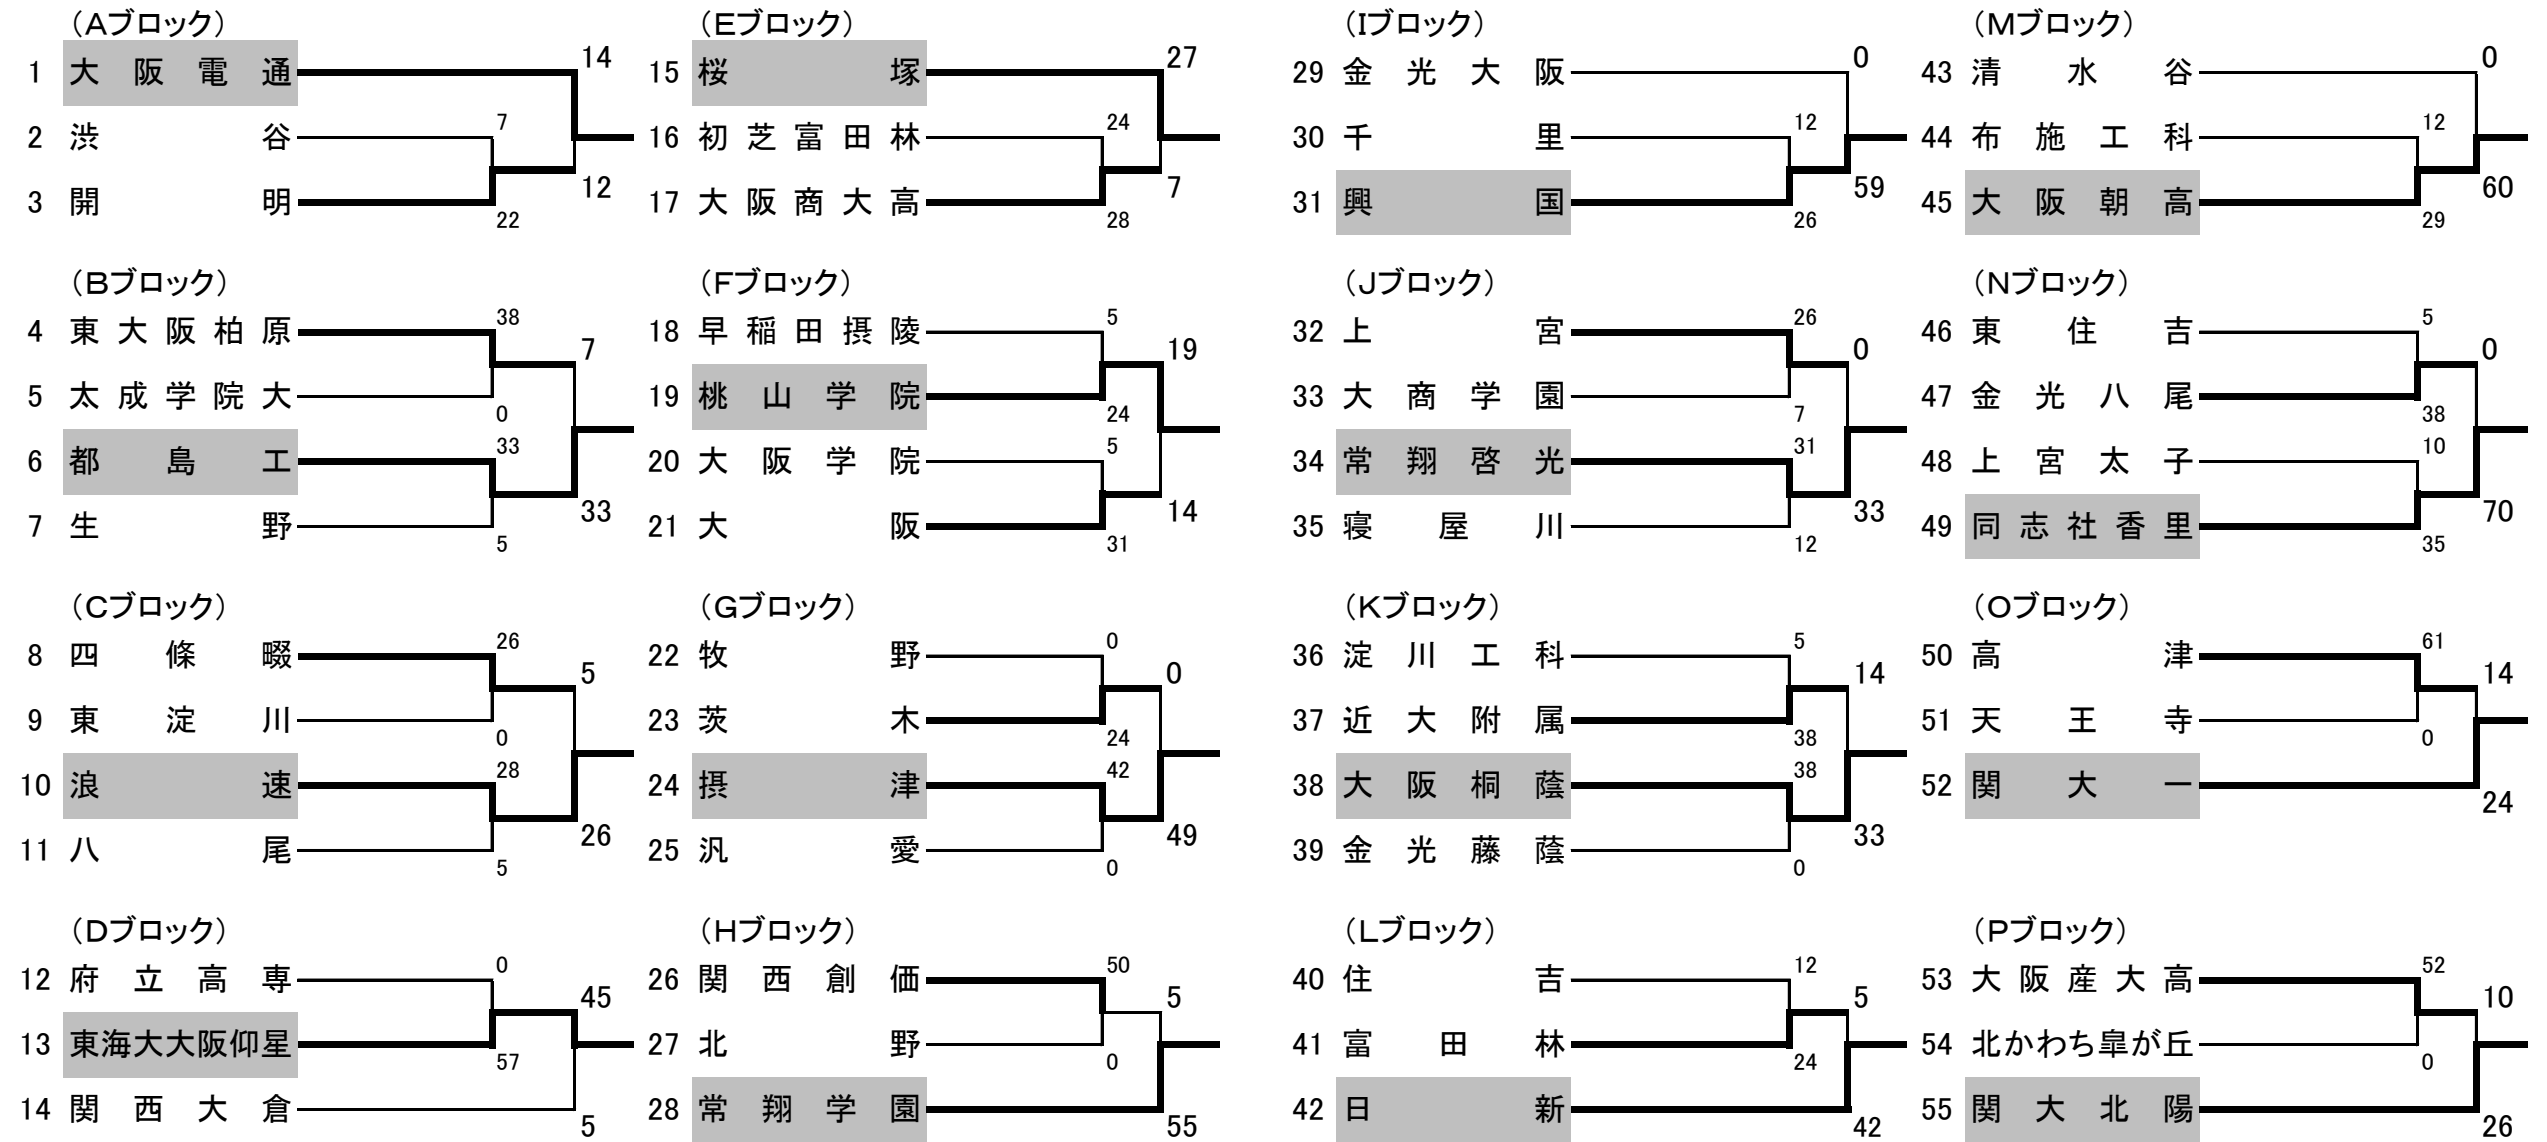 （Aブロック）
14
1 大阪電通
7
2 渋谷
12
3 開明
22
（Bブロック）
38
4 東大阪柏原
7
5 太成学院大
0
33
6 都島工
33
7 生野
5
（Cブロック）
26
8 四條畷
5
9 東淀川
0
28
10 浪速
26
11 八尾
5
（Dブロック）
0
12 府立高専
45
13 東海大大阪仰星
57
14 関西大倉
5
（Eブロック）
27
15 桜塚
24
16 初芝富田林
7
17 大阪商大高
28
（Fブロック）
5
18 早稲田摂陵
19
19 桃山学院
24
5
20 大阪学院
14
21 大阪
31
（Gブロック）
0
22 牧野
0
23 茨木
24
42
24 摂津
49
25 汎愛
0
（Hブロック）
50
26 関西創価
5
27 北野
0
28 常翔学園
55
（Iブロック）
0
29 金光大阪
12
30 千里
59
31 興国
26
（Jブロック）
26
32 上宮
0
33 大商学園
7
31
34 常翔啓光
33
35 寝屋川
12
（Kブロック）
5
36 淀川工科
14
37 近大附属
38
38
38 大阪桐蔭
33
39 金光藤蔭
0
（Lブロック）
12
40 住吉
5
41 富田林
24
42 日新
42
（Mブロック）
0
43 清水谷
12
44 布施工科
60
45 大阪朝高
29
（Nブロック）
5
46 東住吉
0
47 金光八尾
38
10
48 上宮太子
70
49 同志社香里
35
（Oブロック）
61
50 高津
14
51 天王寺
0
52 関大一
24
（Pブロック）
52
53 大阪産大高
10
54 北かわち皐が丘
0
55 関大北陽
26